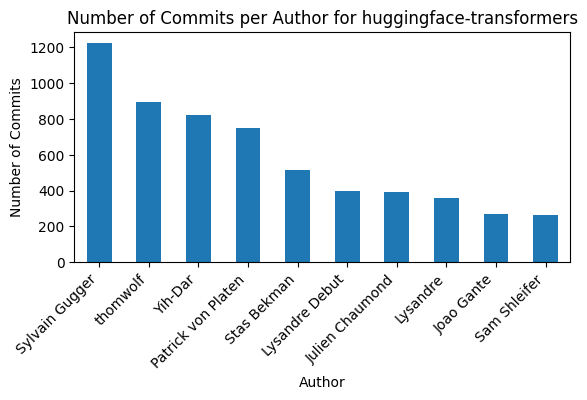 Number of Commits per Author for huggingface-transformers
Number of Commits
1200
1000
800
600
400
200
0
Sylvain Gugger
thomwolf
Yih-Dar
Patrick von Platen
Stas Bekman
Lysandre Debut
Julien Chaumond
Lysandre
Joao Gante
Sam Shleifer
Author